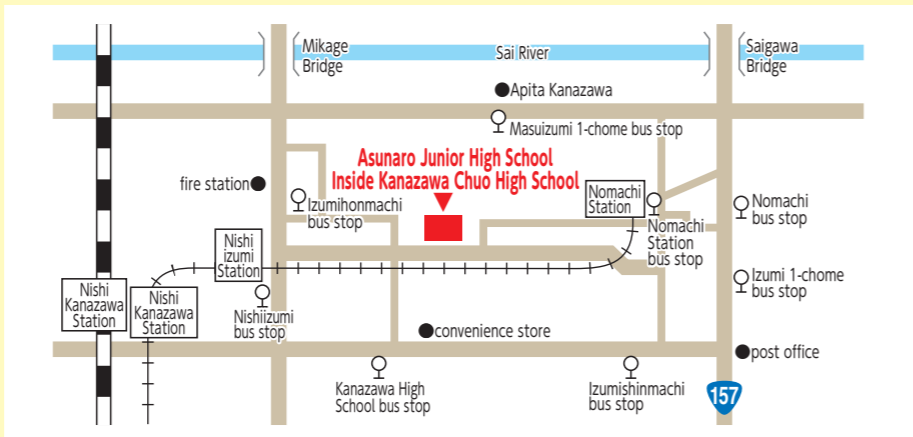 Mikage
Bridge
Sai River
Saigawa
Bridge
Apita Kanazawa
Masuizumi 1-chome bus stop
Asunaro Junior High School
Inside Kanazawa Chuo High School
fire station
Izumihonmachi
bus stop
Nomachi
Station
Nomachi
Station
bus stop
Nomachi
bus stop
Nishi
izumi
Station
Nishi
Kanazawa
Station
Nishi
Kanazawa
Station
Nishiizumi
bus stop
Izumi 1-chome
bus stop
convenience store
post office
Kanazawa High
School bus stop
Izumishinmachi
bus stop
157